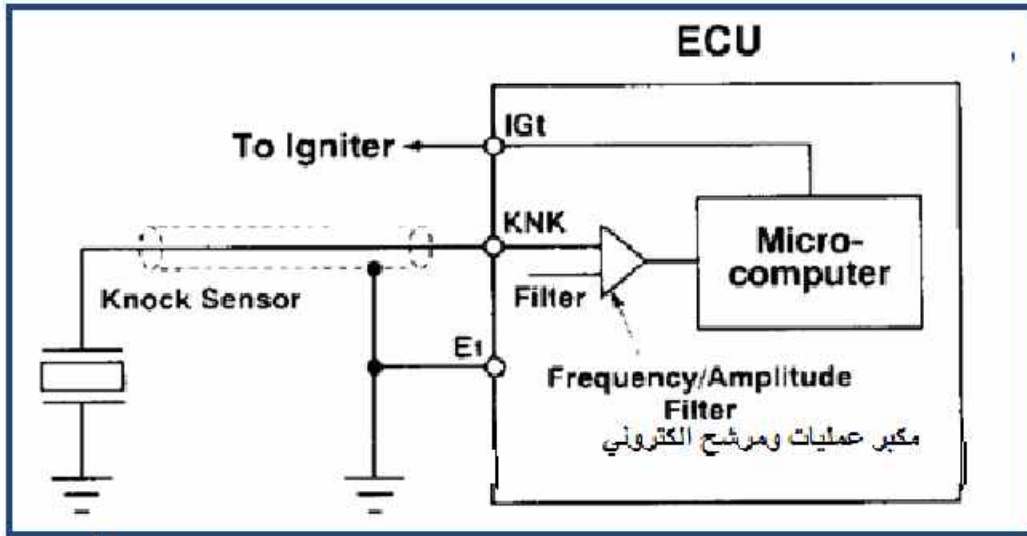 ECU
IGt
To Igniter
KNK
Micro-
computer
Knock Sensor
Filter
E1
Frequency/Amplitude
Filter
مكبر عمليات ومرشح الكتروني